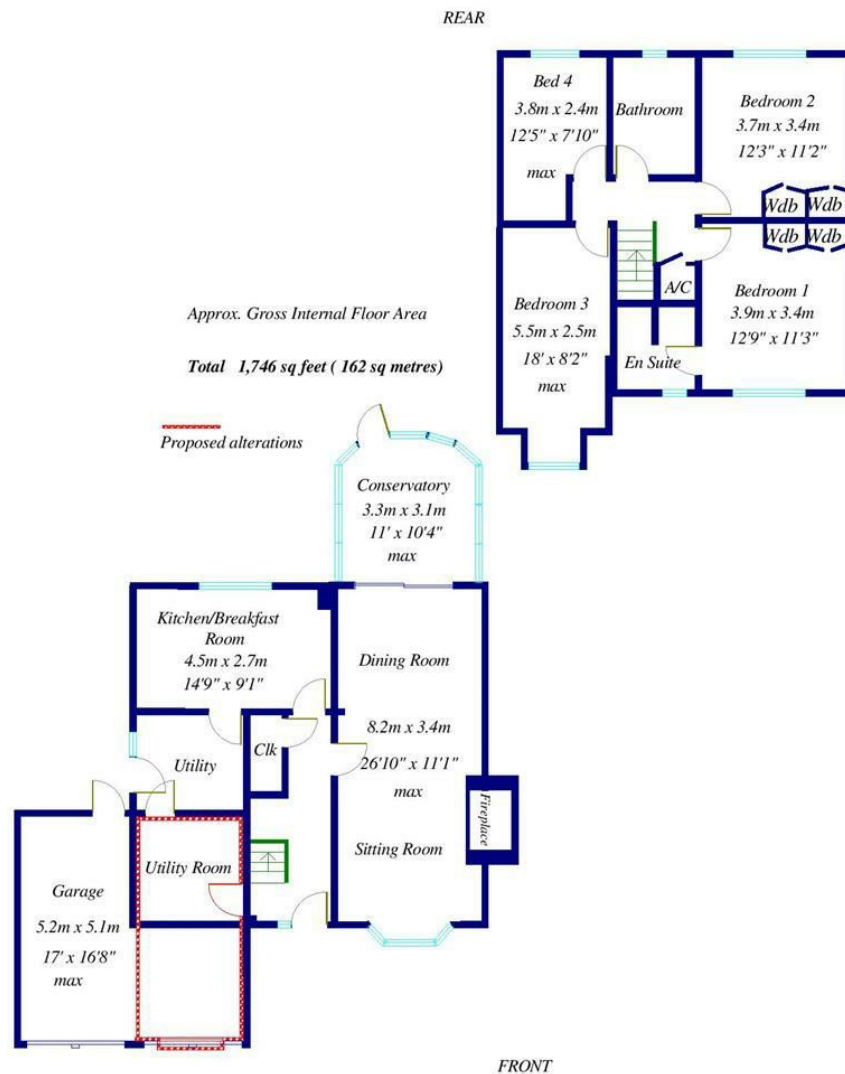 REAR
Bed 4
3.8m x 2.4m
12'5" x 7'10"
max
Bathroom
Bedroom 2
3.7m x 3.4m
12'3" x 11'2"
Wdb
Wdb
Wdb
Wdb
A/C
Bedroom 1
3.9m x 3.4m
12'9" x 11'3"
Bedroom 3
5.5m x 2.5m
18' x 8'2"
max
En Suite
Approx. Gross Internal Floor Area
Total 1,746 sq feet ( 162 sq metres)
Proposed alterations
Conservatory
3.3m x 3.1m
11' x 10'4"
max
Kitchen/Breakfast
Room
4.5m x 2.7m
14'9" x 9'1"
Dining Room
8.2m x 3.4m
26'10" x 11'1"
max
Sitting Room
Fireplace
Clk
Utility
Utility Room
Garage
5.2m x 5.1m
17' x 16'8"
max
FRONT